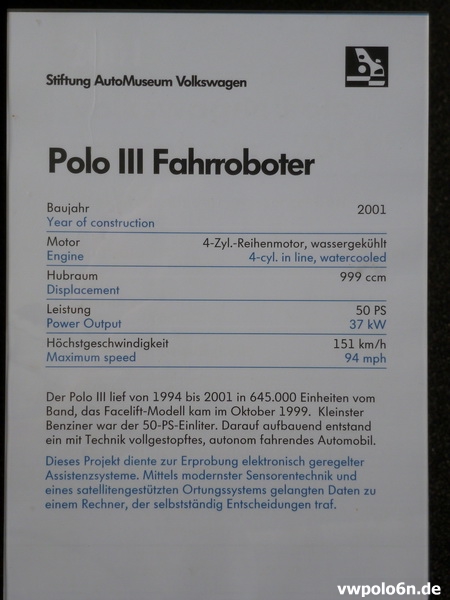 Stiftung AutoMuseum Volkswagen
Polo III Fahrroboter
Baujahr 2001
Year of construction
Motor 4-Zyl.-Reihenmotor, wassergekühlt
Engine 4-cyl. in line, watercooled
Hubraum 999 ccm
Displacement
Leistung 50 PS
Power Output 37 kW
Höchstgeschwindigkeit 151 km/h
Maximum speed 94 mph
Der Polo III lief von 1994 bis 2001 in 645.000 Einheiten vom
Band, das Facelift-Modell kam im Oktober 1999. Kleinster
Benziner war der 50-PS-Einliter. Darauf aufbauend entstand
ein mit Technik vollgestopftes, autonom fahrendes Automobil.
Dieses Projekt diente zur Erprobung elektronisch geregelter
Assistenzsysteme. Mittels modernster Sensorentechnik und
eines satellitengestützten Ortungssystems gelangten Daten zu
einem Rechner, der selbstständig Entscheidungen traf.
vwpolo6n.de